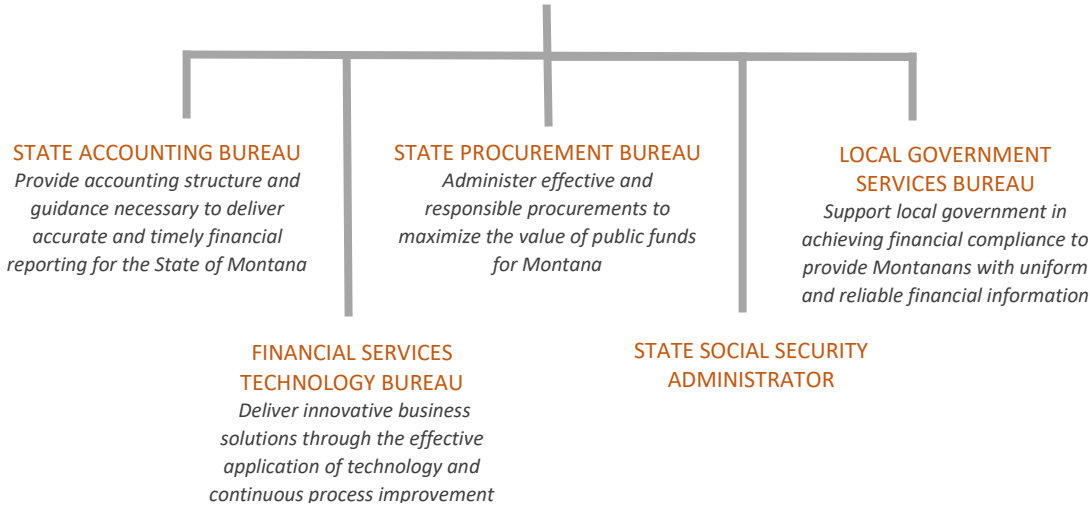 STATE ACCOUNTING BUREAU
Provide accounting structure and
guidance necessary to deliver
accurate and timely financial
reporting for the State of Montana
STATE PROCUREMENT BUREAU
Administer effective and
responsible procurements to
maximize the value of public funds
for Montana
LOCAL GOVERNMENT
SERVICES BUREAU
Support local government in
achieving financial compliance to
provide Montanans with uniform
and reliable financial information
FINANCIAL SERVICES
TECHNOLOGY BUREAU
Deliver innovative business
solutions through the effective
application of technology and
continuous process improvement
STATE SOCIAL SECURITY
ADMINISTRATOR